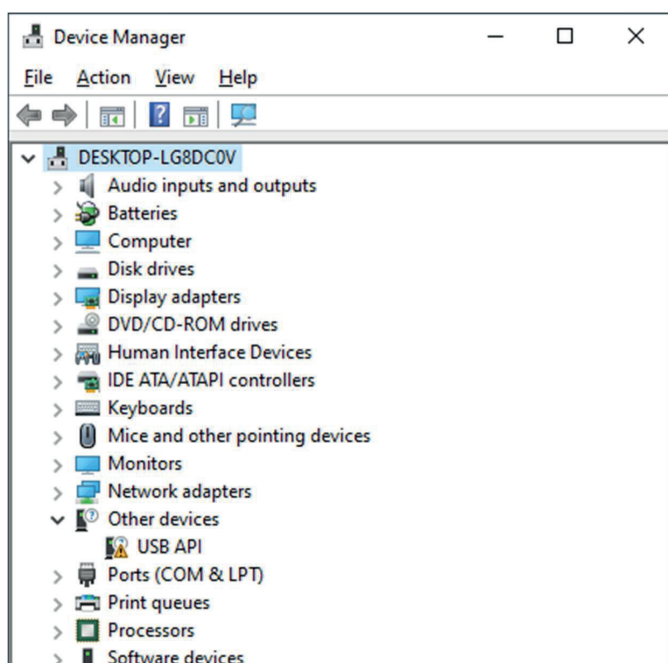 Device Manager
File Action View Help
DESKTOP-LG8DC0V
Audio inputs and outputs
Batteries
Computer
Disk drives
Display adapters
DVD/CD-ROM drives
Human Interface Devices
IDE ATA/ATAPI controllers
Keyboards
Mice and other pointing devices
Monitors
Network adapters
Other devices
USB API
Ports (COM & LPT)
Print queues
Processors
Software devices